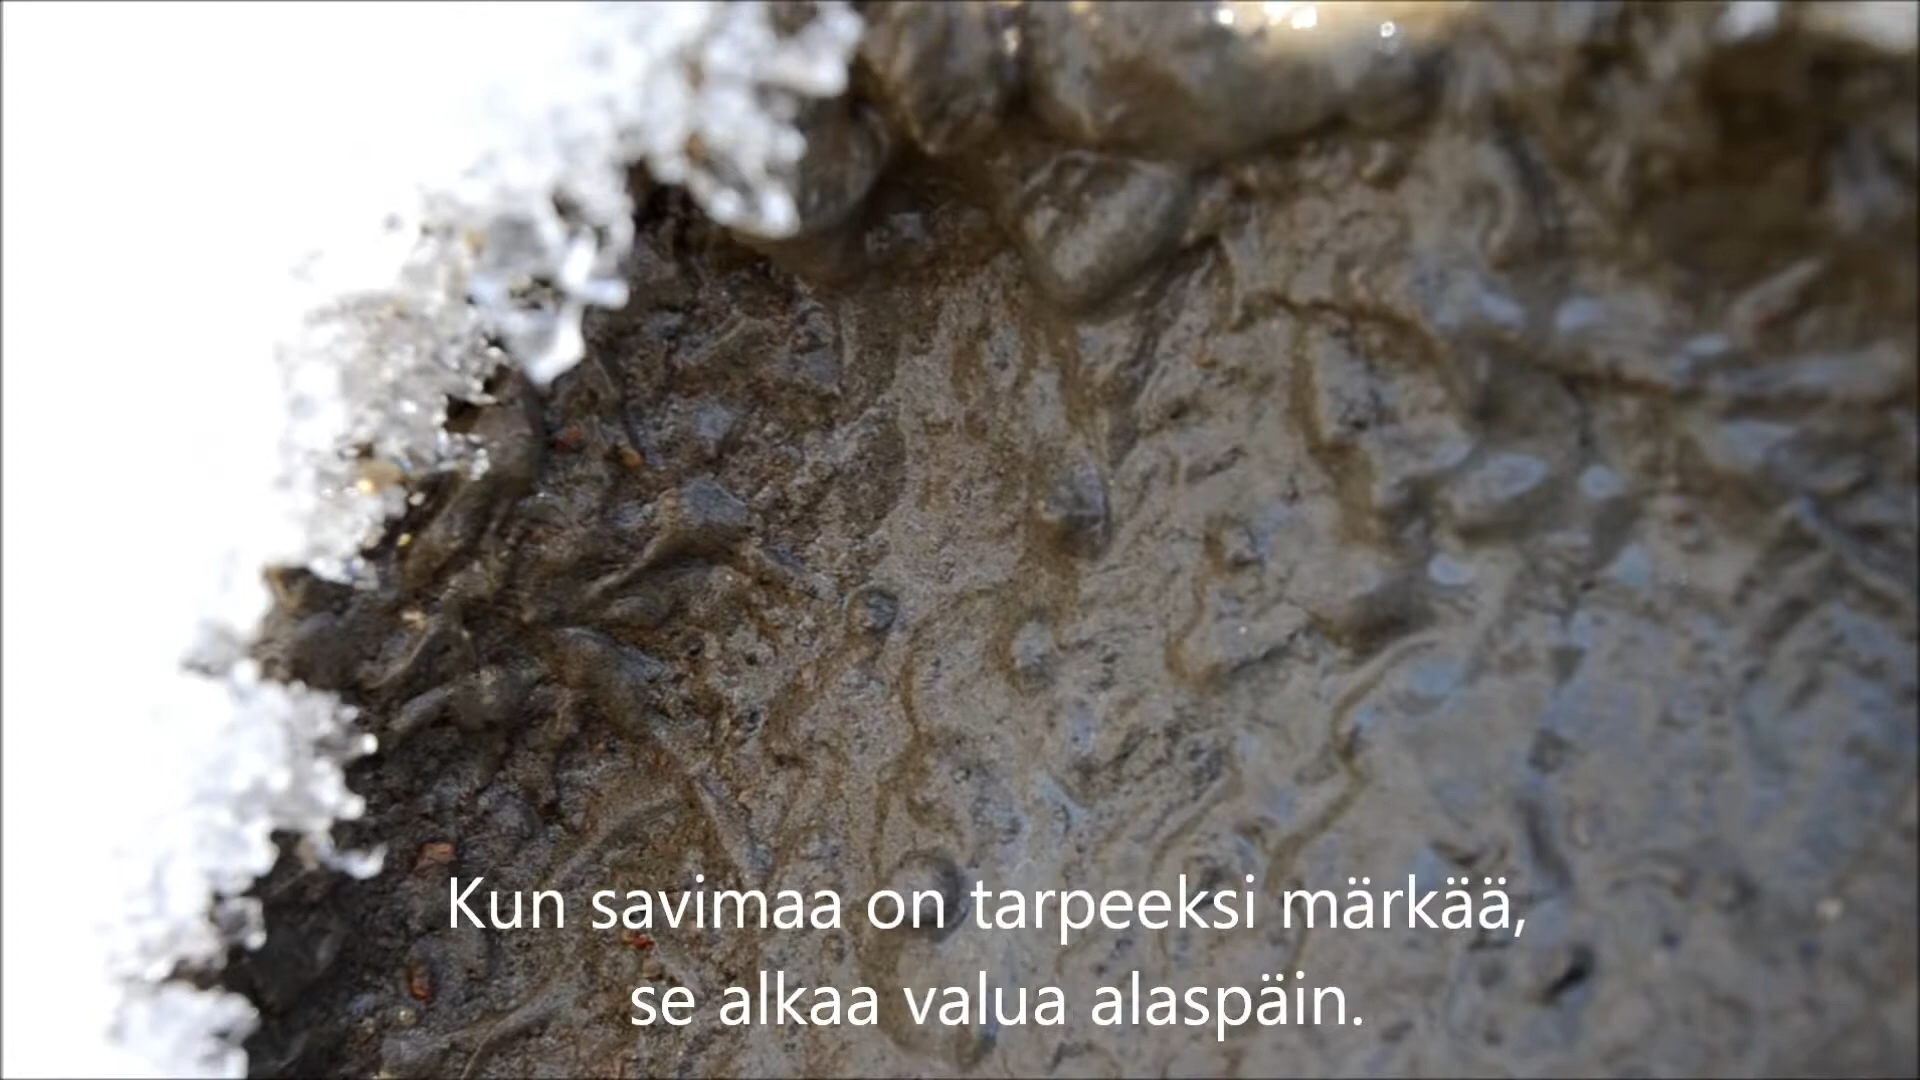 Kun savimaa on tarpeeksi märkää,
se alkaa valua alaspäin.